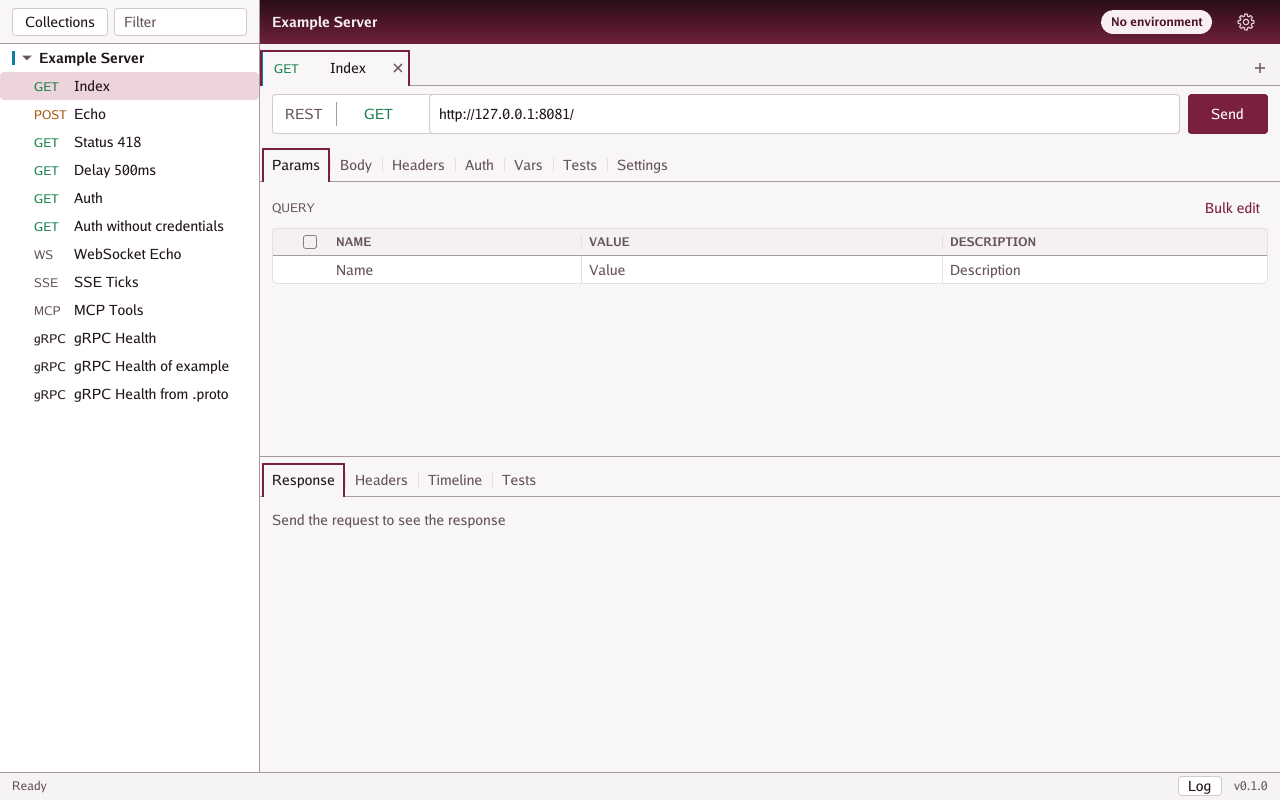 Collections
Filter
Example Server
No environment
Example Server
GET Index
POST Echo
GET Status 418
GET Delay 500ms
GET Auth
GET Auth without credentials
WS WebSocket Echo
SSE SSE Ticks
MCP MCP Tools
gRPC gRPC Health
gRPC gRPC Health of example
gRPC gRPC Health from .proto
GET Index
REST GET http://127.0.0.1:8081/ Send
Params Body Headers Auth Vars Tests Settings
QUERY Bulk edit
NAME VALUE DESCRIPTION
Name Value Description
Response Headers Timeline Tests
Send the request to see the response
Ready Log v0.1.0